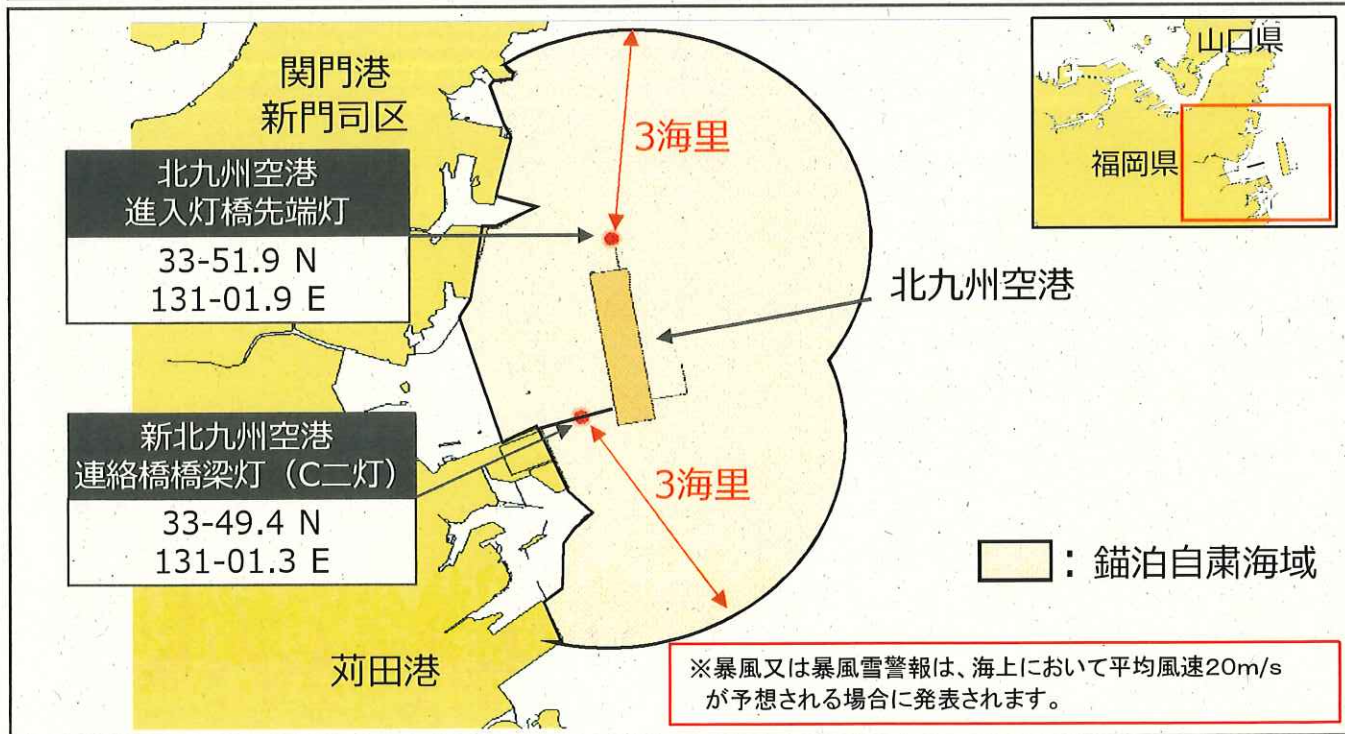 関門港
新門司区
3海里
北九州空港
進入灯橋先端灯
33-51.9 N
131-01.9 E
山口県
福岡県
北九州空港
新北九州空港
連絡橋橋梁灯（C二灯）
33-49.4 N
131-01.3 E
3海里
：錨泊自粛海域
苅田港
※暴風又は暴風雪警報は、海上において平均風速20m/s
が予想される場合に発表されます。